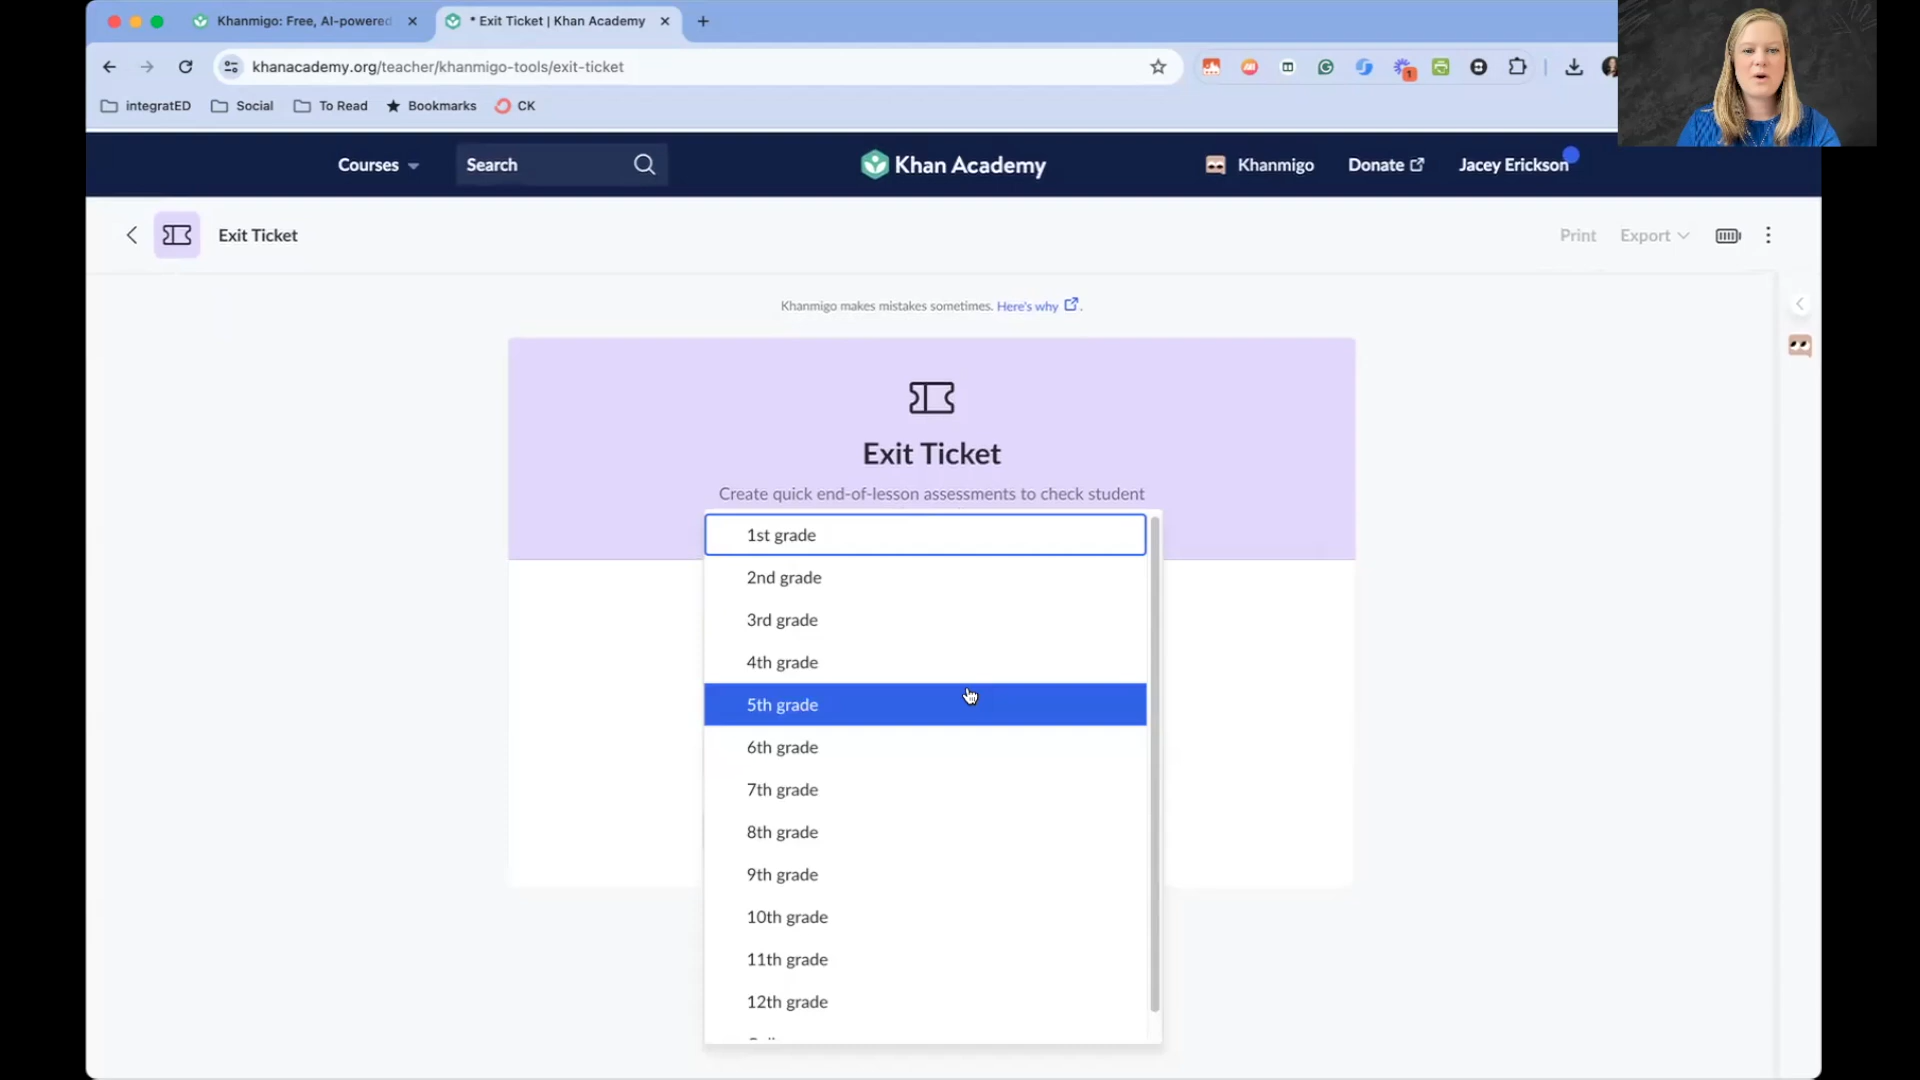 Khanmigo: Free, AI-powered
* Exit Ticket | Khan Academy
khanacademy.org/teacher/khanmigo-tools/exit-ticket
1
integratED
Social
To Read
Bookmarks
CK
Courses
Search
Khan Academy
Khanmigo
Donate
Jacey Erickson
Exit Ticket
Print
Export
Khanmigo makes mistakes sometimes. Here's why .
Exit Ticket
Create quick end-of-lesson assessments to check student
1st grade
2nd grade
3rd grade
4th grade
5th grade
6th grade
7th grade
8th grade
9th grade
10th grade
11th grade
12th grade